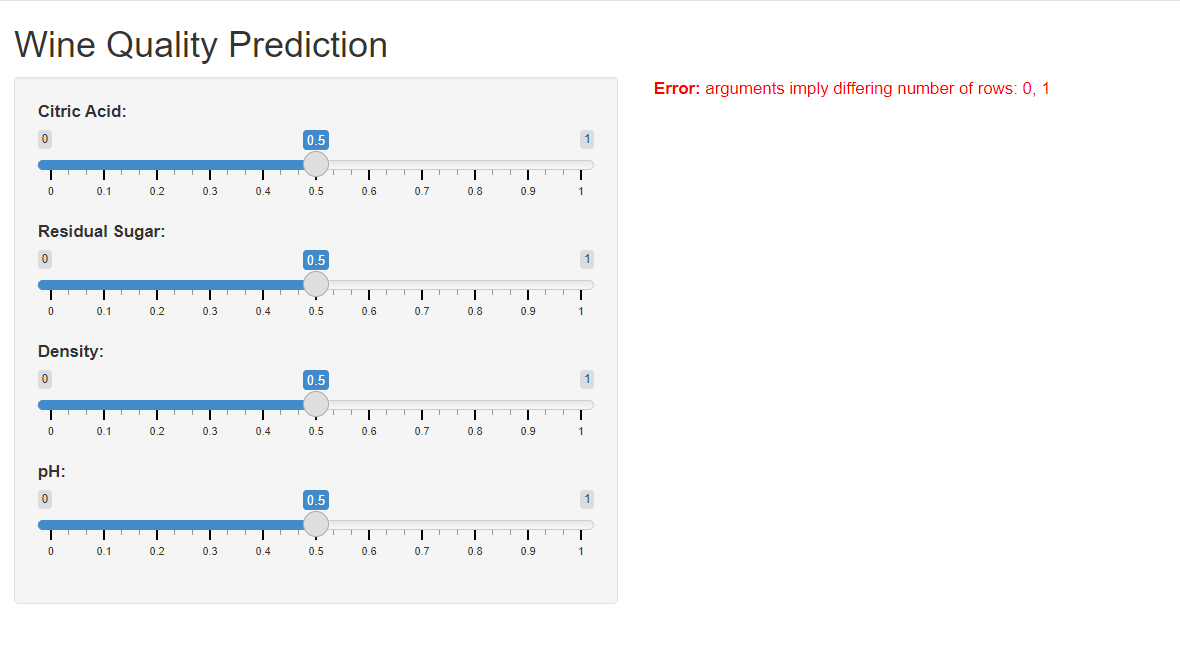 Wine Quality Prediction
Error: arguments imply differing number of rows: 0, 1
Citric Acid:
0 0.5 1
0 0.1 0.2 0.3 0.4 0.5 0.6 0.7 0.8 0.9 1
Residual Sugar:
0 0.5 1
0 0.1 0.2 0.3 0.4 0.5 0.6 0.7 0.8 0.9 1
Density:
0 0.5 1
0 0.1 0.2 0.3 0.4 0.5 0.6 0.7 0.8 0.9 1
pH:
0 0.5 1
0 0.1 0.2 0.3 0.4 0.5 0.6 0.7 0.8 0.9 1